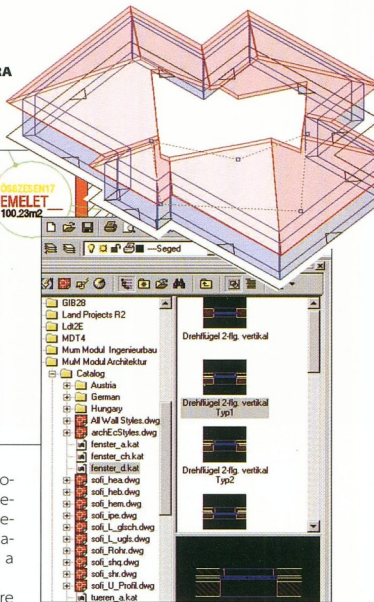 RA
ÖSSZESEN17
EMELET
100.23m2
---Seged
GIB28
Land Projects R2
Ldt2E
MDT4
Mum Modul Ingenieurbau
MuM Modul Architektur
Catalog
Austria
German
Hungary
All Wall Styles.dwg
archEcStyles.dwg
fenster_a.kat
fenster_ch.kat
fenster_d.kat
sofi_hea.dwg
sofi_heb.dwg
sofi_hem.dwg
sofi_ipe.dwg
sofi_L_glsch.dwg
sofi_L_ugls.dwg
sofi_Rohr.dwg
sofi_shq.dwg
sofi_shr.dwg
sofi_U_Profil.dwg
tueren_a.kat
Drehflügel 2-flg. vertikal
Drehflügel 2-flg. vertikal
Typ1
Drehflügel 2-flg. vertikal
Typ2
o-
e-
e-
a-
a
re